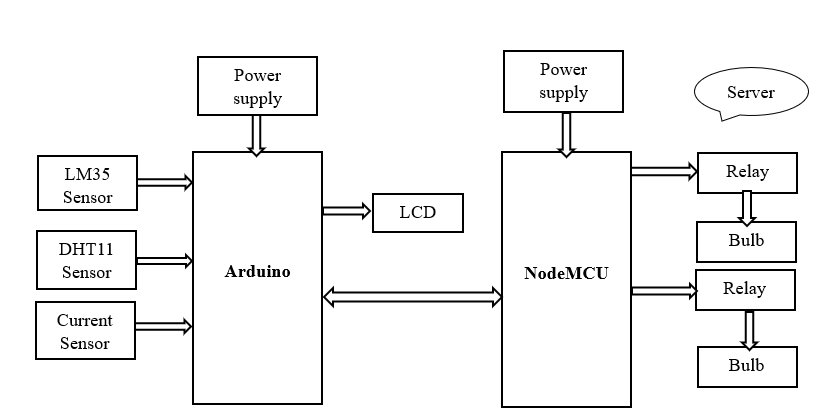 Power
supply
Power
supply
Server
LM35
Sensor
Relay
LCD
DHT11
Sensor
Bulb
Arduino
NodeMCU
Relay
Current
Sensor
Bulb